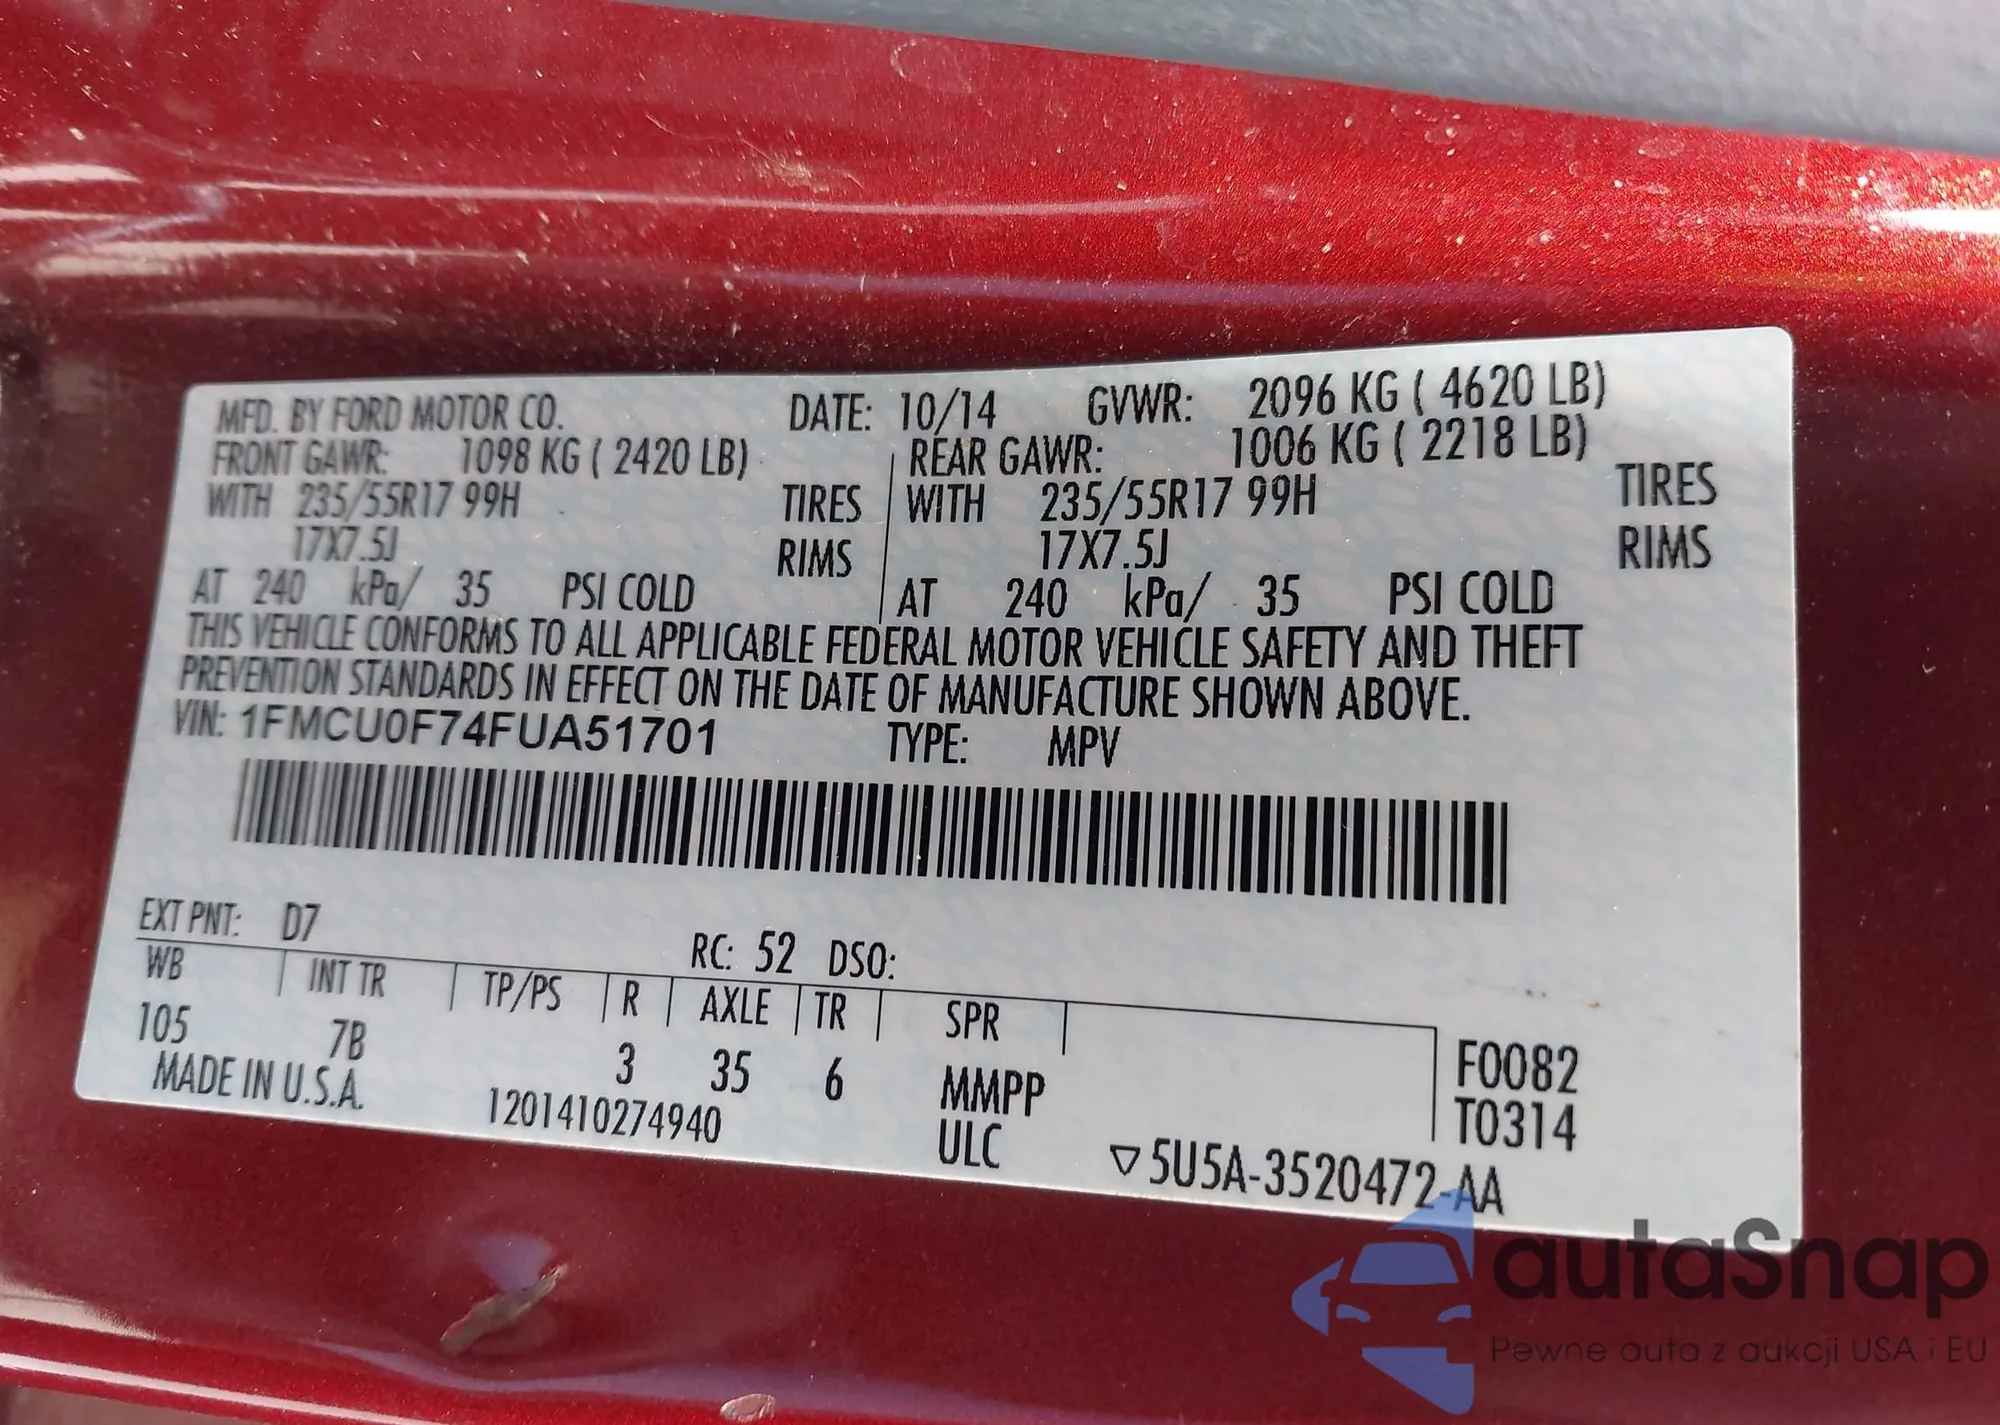 MFD. BY FORD MOTOR CO. DATE: 10/14 GVWR: 2096 KG ( 4620 LB)
FRONT GAWR: 1098 KG ( 2420 LB) REAR GAWR: 1006 KG ( 2218 LB)
WITH 235/55R17 99H TIRES WITH 235/55R17 99H TIRES
17X7.5J RIMS 17X7.5J RIMS
AT 240 kPa/ 35 PSI COLD AT 240 kPa/ 35 PSI COLD
THIS VEHICLE CONFORMS TO ALL APPLICABLE FEDERAL MOTOR VEHICLE SAFETY AND THEFT
PREVENTION STANDARDS IN EFFECT ON THE DATE OF MANUFACTURE SHOWN ABOVE.
VIN: 1FMCU0F74FUA51701 TYPE: MPV
EXT PNT: D7 RC: 52 DSO:
WB INT TR TP/PS R AXLE TR SPR
105 7B 3 35 6 MMPP F0082
MADE IN U.S.A. 1201410274940 ULC T0314
▽5U5A-3520472-AA
autaSnap
Pewne auta z aukcji USA i EU